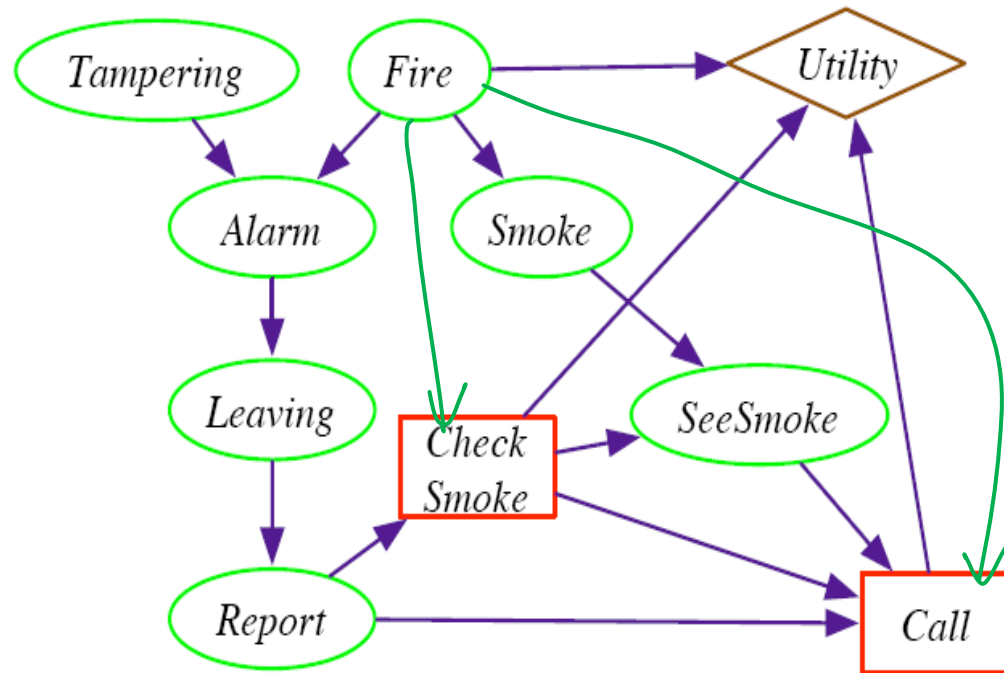 Tampering
Fire
Utility
Alarm
Smoke
Leaving
Check
Smoke
SeeSmoke
Report
Call